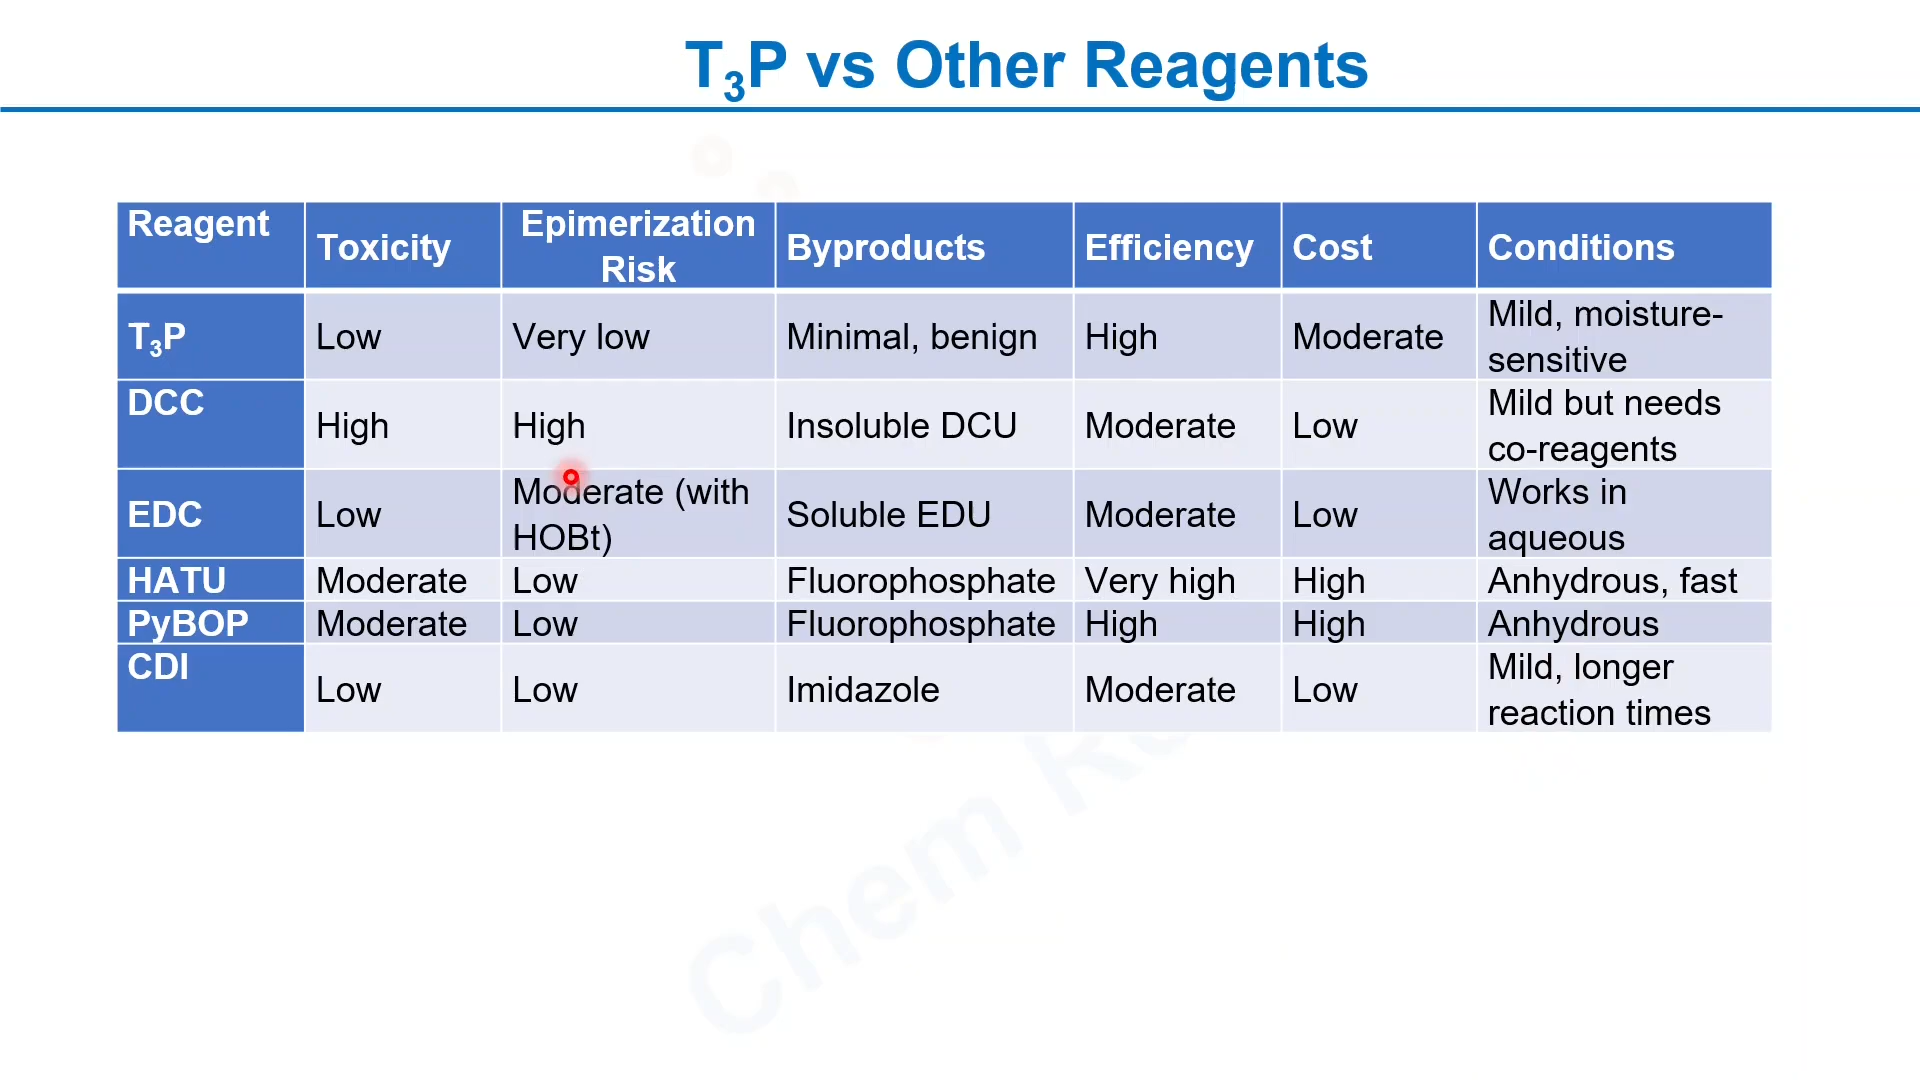 T₃P vs Other Reagents
Reagent Toxicity Epimerization Risk Byproducts Efficiency Cost Conditions
T₃P Low Very low Minimal, benign High Moderate Mild, moisture-sensitive
DCC High High Insoluble DCU Moderate Low Mild but needs co-reagents
EDC Low Moderate (with HOBt) Soluble EDU Moderate Low Works in aqueous
HATU Moderate Low Fluorophosphate Very high High Anhydrous, fast
PyBOP Moderate Low Fluorophosphate High High Anhydrous
CDI Low Low Imidazole Moderate Low Mild, longer reaction times
Chem